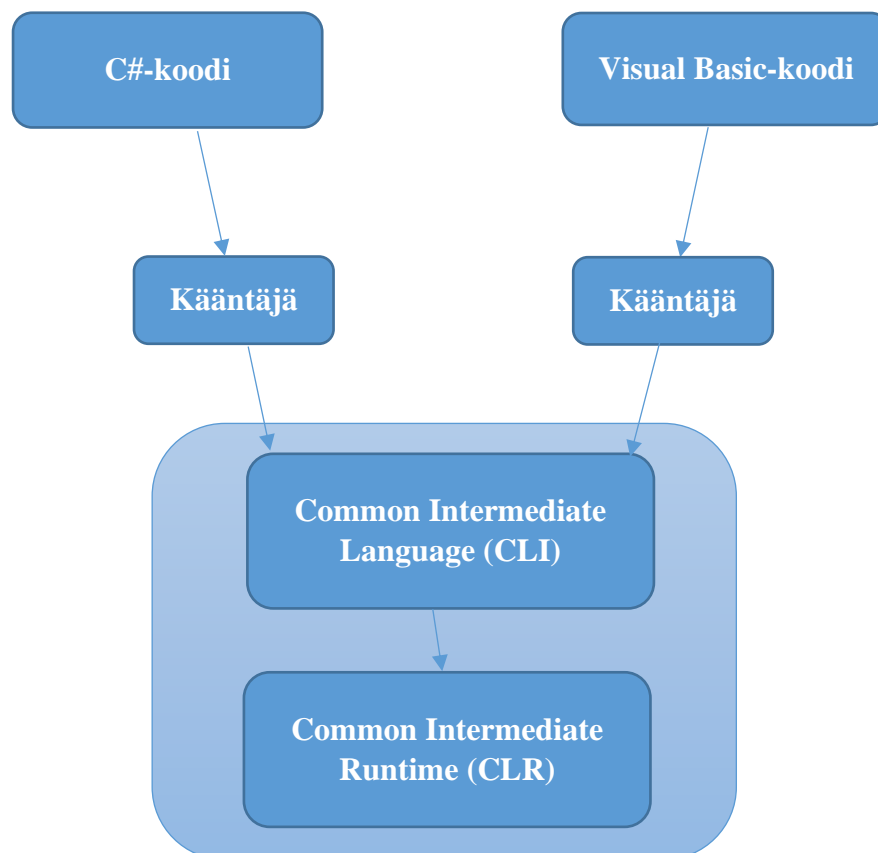 C#-koodi
Visual Basic-koodi
Kääntäjä
Kääntäjä
Common Intermediate
Language (CLI)
Common Intermediate
Runtime (CLR)